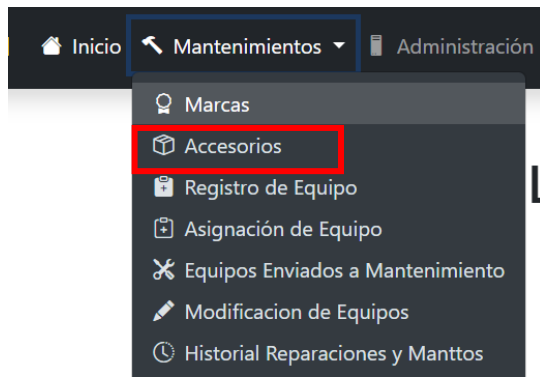 Inicio Mantenimientos Administración
Marcas
Accesorios
Registro de Equipo
Asignación de Equipo
Equipos Enviados a Mantenimiento
Modificacion de Equipos
Historial Reparaciones y Manttos